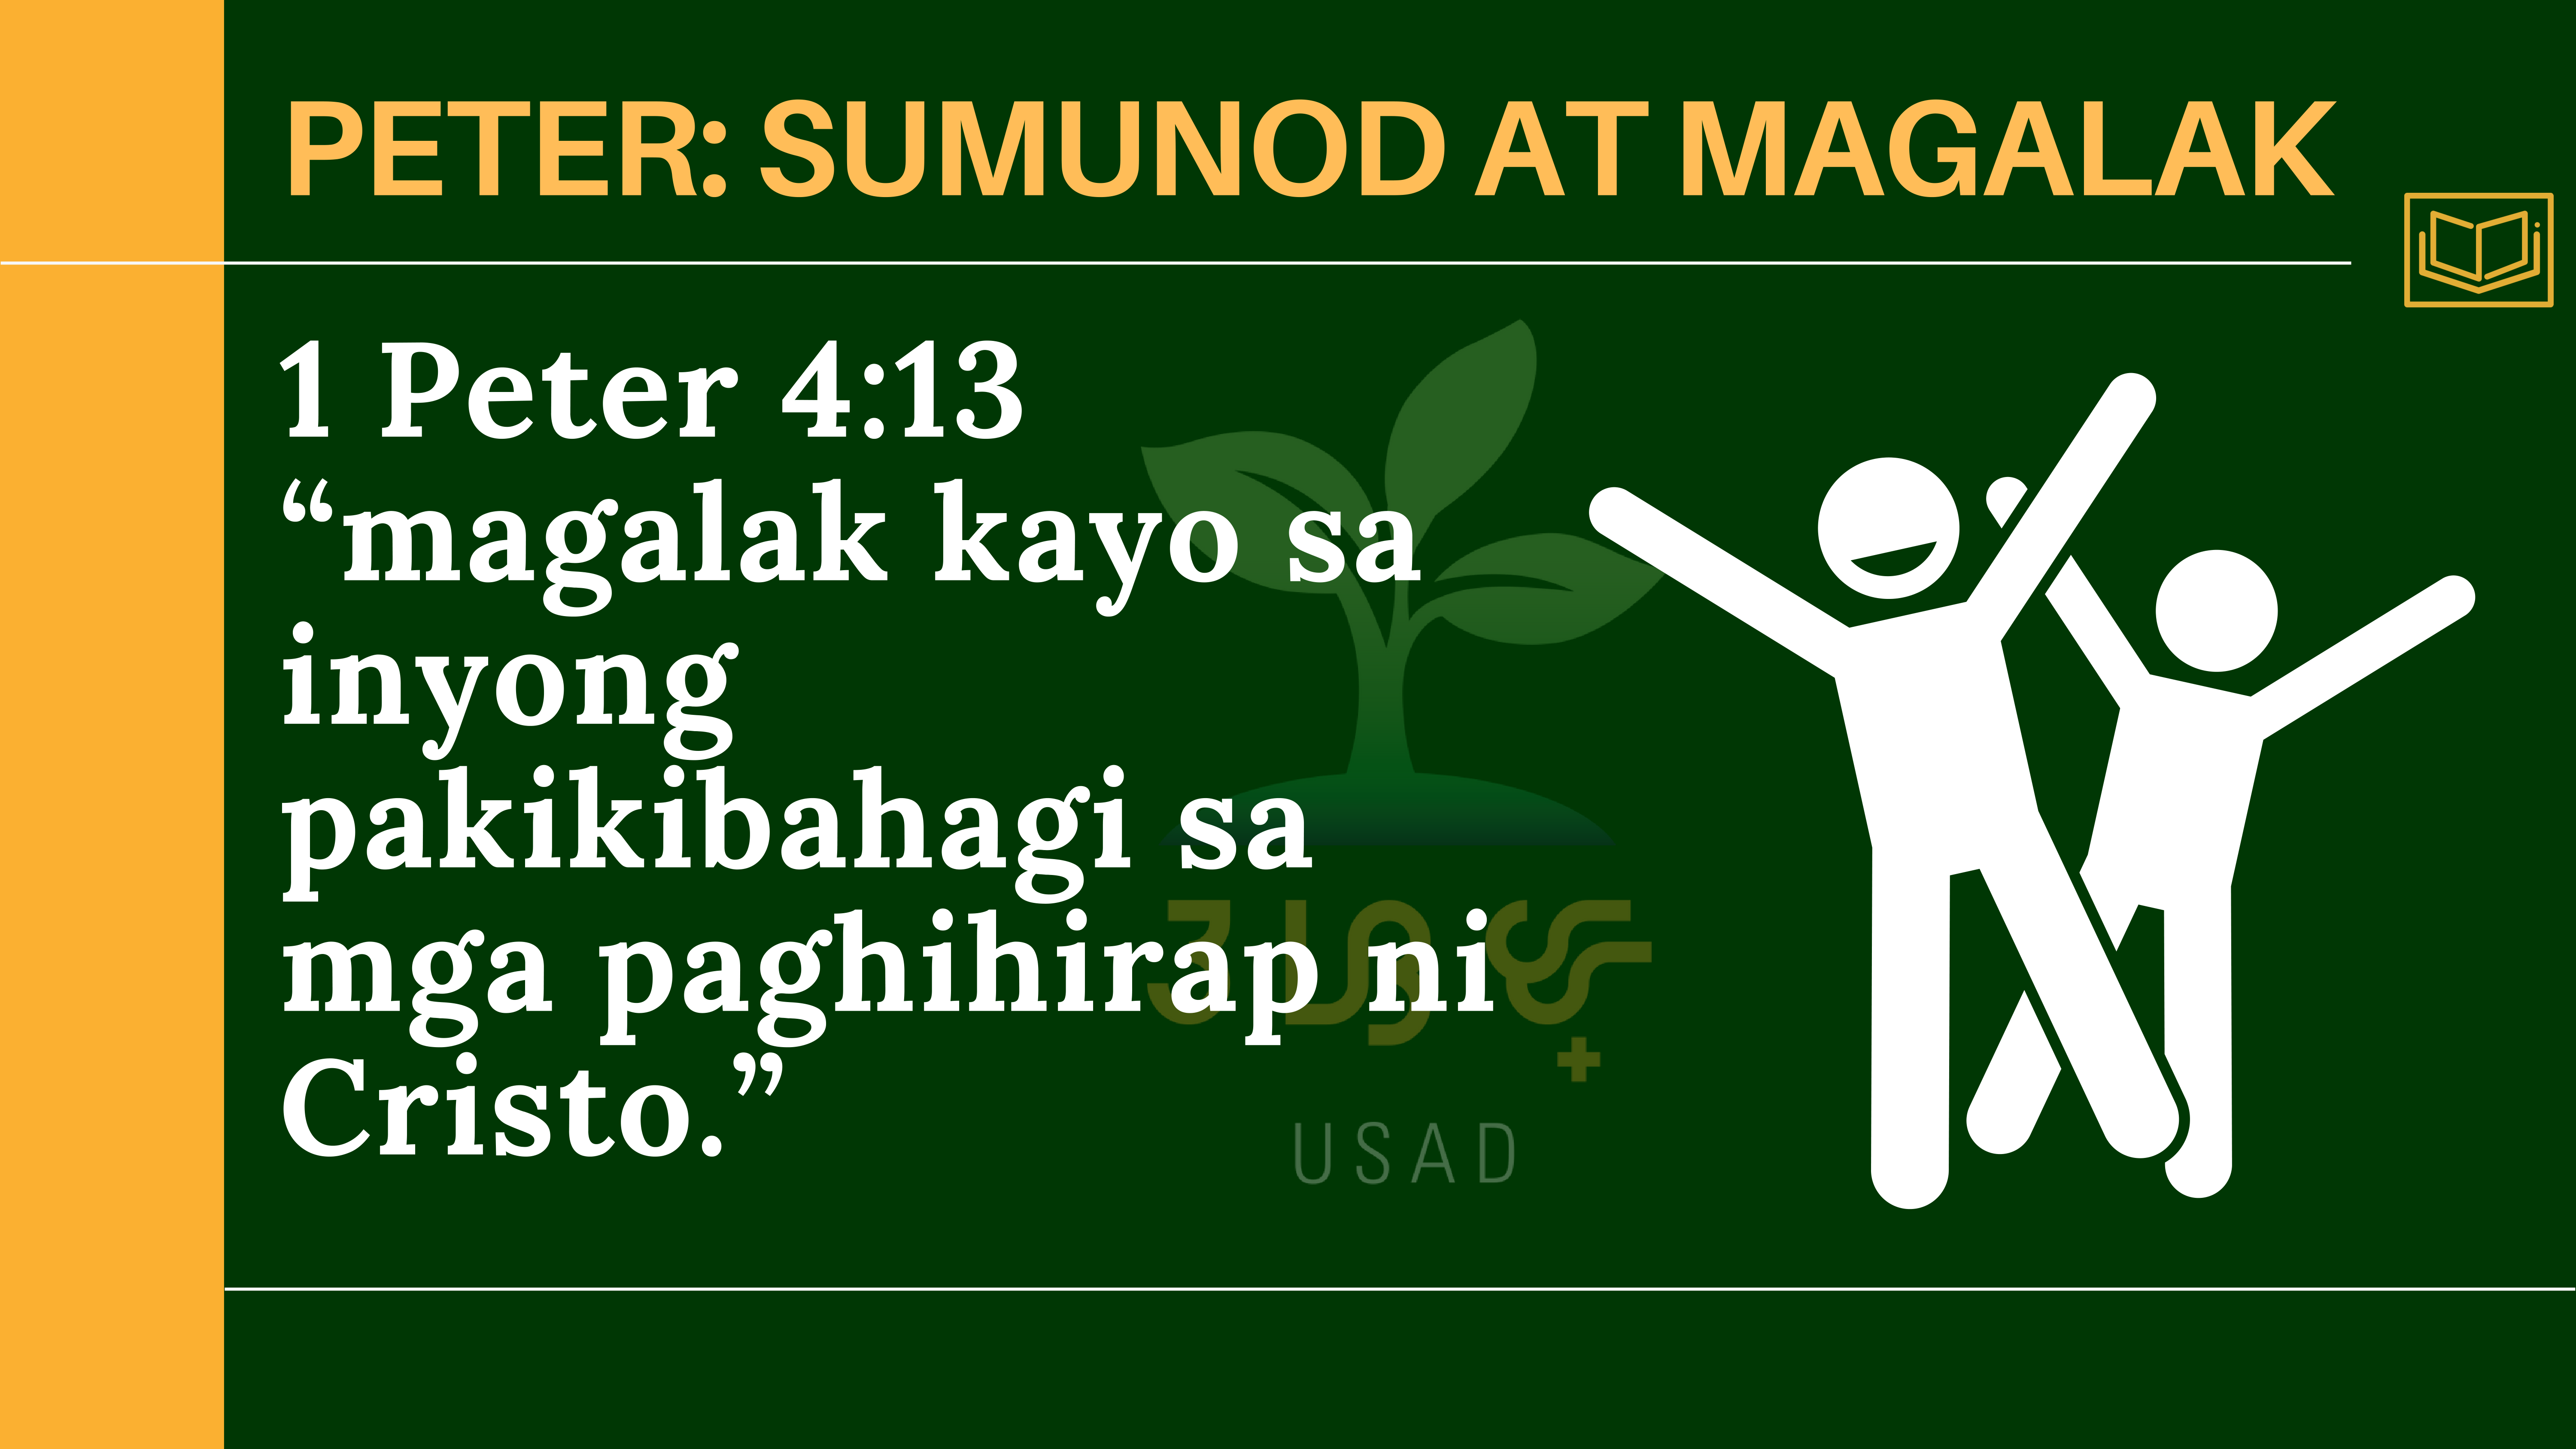 PETER: SUMUNOD AT MAGALAK
1 Peter 4:13
“magalak kayo sa
inyong
pakikibahagi sa
mga paghihirap ni
Cristo.”
USAD